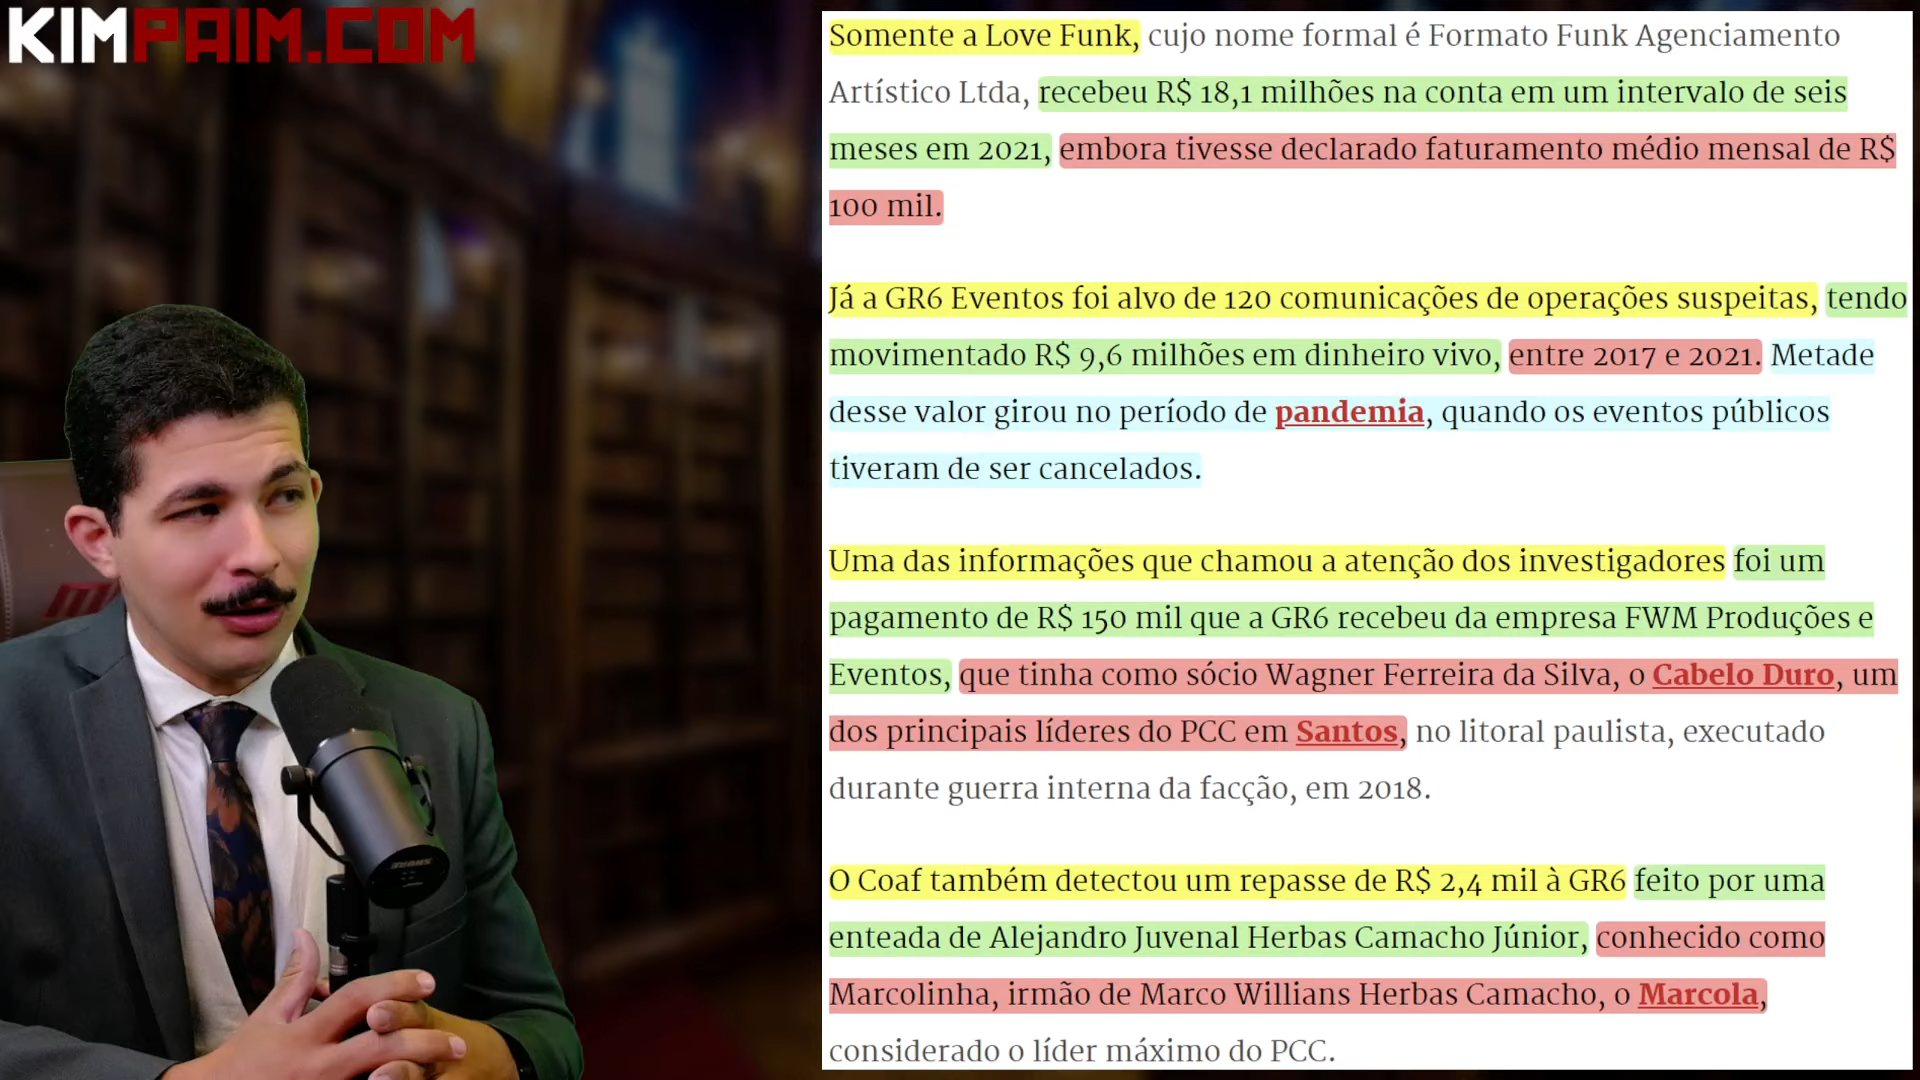 KIMPAIM.COM
Somente a Love Funk, cujo nome formal é Formato Funk Agenciamento
Artístico Ltda, recebeu R$ 18,1 milhões na conta em um intervalo de seis
meses em 2021, embora tivesse declarado faturamento médio mensal de R$
100 mil.
Já a GR6 Eventos foi alvo de 120 comunicações de operações suspeitas, tendo
movimentado R$ 9,6 milhões em dinheiro vivo, entre 2017 e 2021. Metade
desse valor girou no período de pandemia, quando os eventos públicos
tiveram de ser cancelados.
Uma das informações que chamou a atenção dos investigadores foi um
pagamento de R$ 150 mil que a GR6 recebeu da empresa FWM Produções e
Eventos, que tinha como sócio Wagner Ferreira da Silva, o Cabelo Duro, um
dos principais líderes do PCC em Santos, no litoral paulista, executado
durante guerra interna da facção, em 2018.
O Coaf também detectou um repasse de R$ 2,4 mil à GR6 feito por uma
enteada de Alejandro Juvenal Herbas Camacho Júnior, conhecido como
Marcolinha, irmão de Marco Willians Herbas Camacho, o Marcola,
considerado o líder máximo do PCC.